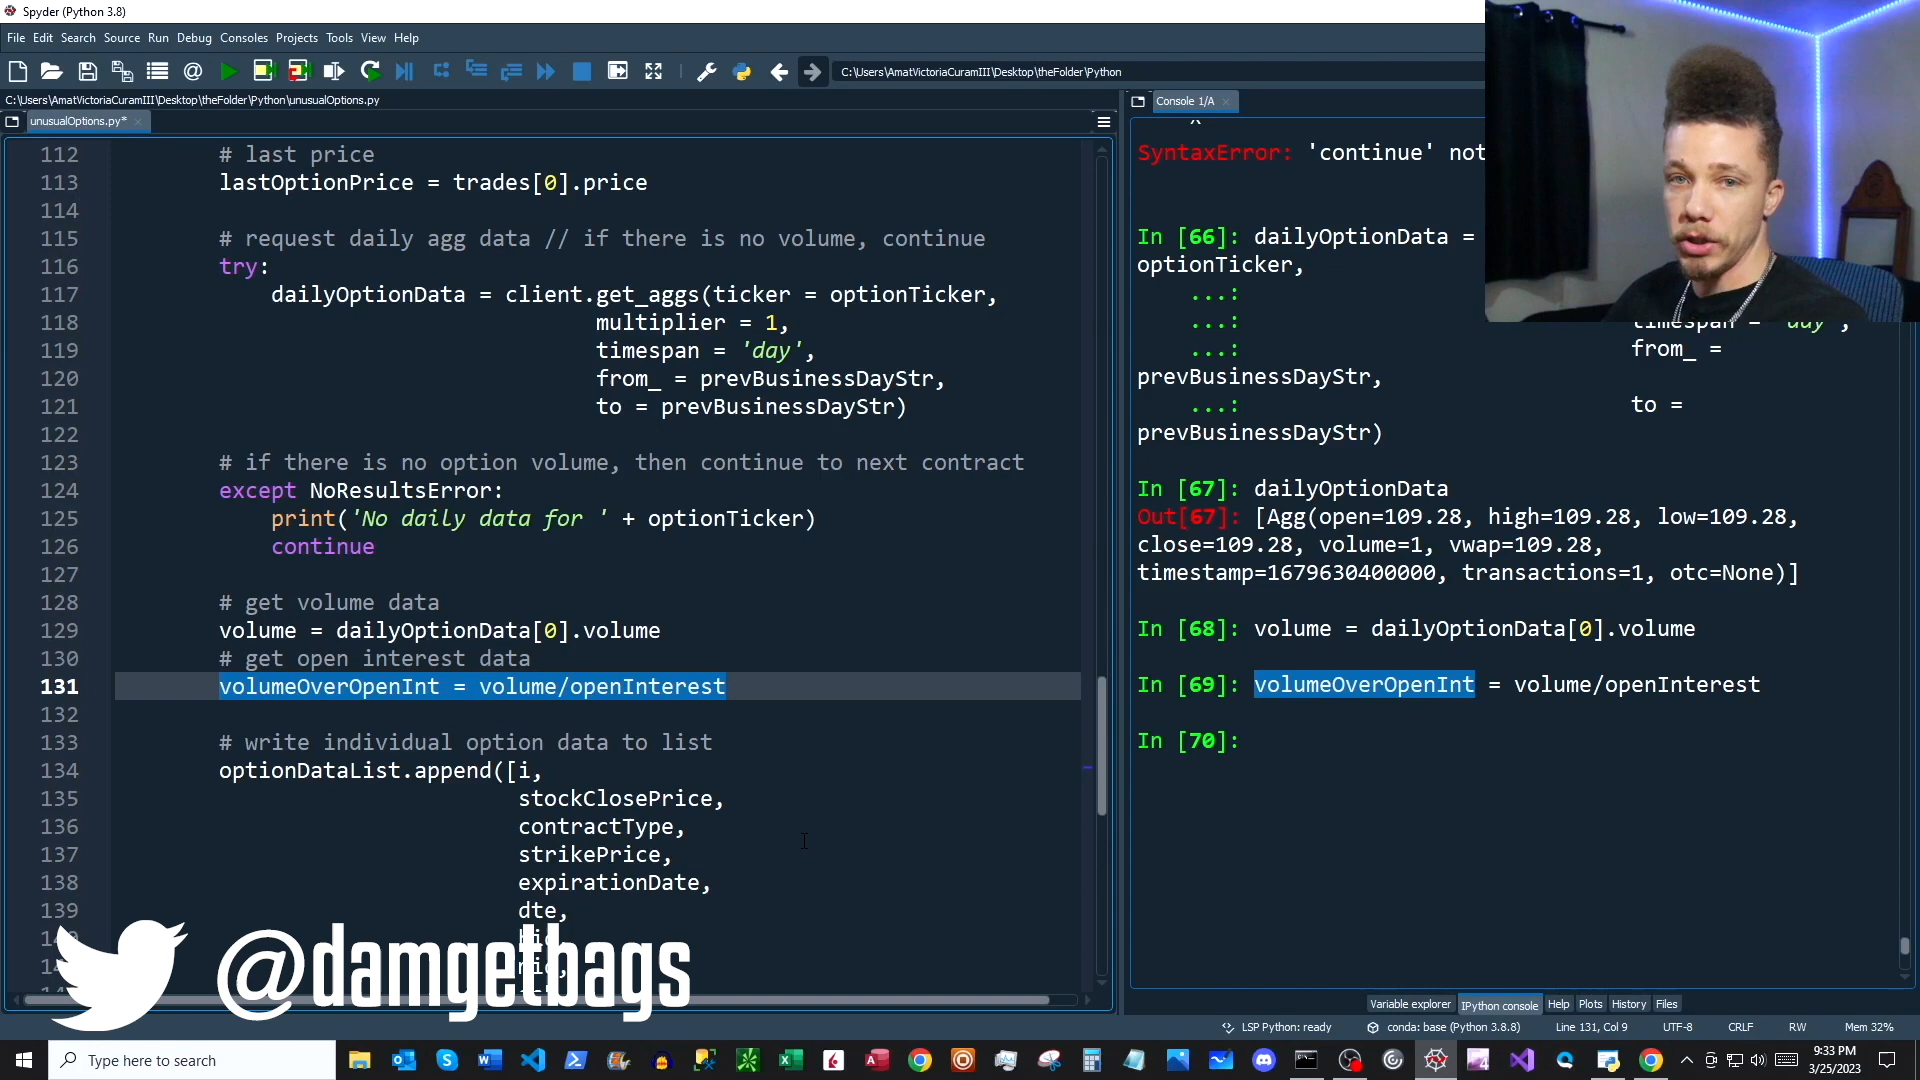 Spyder (Python 3.8)
File Edit Search Source Run Debug Consoles Projects Tools View Help
C:\Users\AmatVictoriaCuramIII\Desktop\theFolder\Python
C:\Users\AmatVictoriaCuramIII\Desktop\theFolder\Python\unusualOptions.py
unusualOptions.py*
112 # last price
113 lastOptionPrice = trades[0].price
114
115 # request daily agg data // if there is no volume, continue
116 try:
117 dailyOptionData = client.get_aggs(ticker = optionTicker,
118 multiplier = 1,
119 timespan = 'day',
120 from_ = prevBusinessDayStr,
121 to = prevBusinessDayStr)
122
123 # if there is no option volume, then continue to next contract
124 except NoResultsError:
125 print('No daily data for ' + optionTicker)
126 continue
127
128 # get volume data
129 volume = dailyOptionData[0].volume
130 # get open interest data
131 volumeOverOpenInt = volume/openInterest
132
133 # write individual option data to list
134 optionDataList.append([i,
135 stockClosePrice,
136 contractType,
137 strikePrice,
138 expirationDate,
139 dte,
@damgetbags
Console 1/A
^
SyntaxError: 'continue' not
In [66]: dailyOptionData =
optionTicker,
...:
...:
timespan = 'day',
...:
from_ =
prevBusinessDayStr,
...: to =
prevBusinessDayStr)
In [67]: dailyOptionData
Out[67]: [Agg(open=109.28, high=109.28, low=109.28,
close=109.28, volume=1, vwap=109.28,
timestamp=1679630400000, transactions=1, otc=None)]
In [68]: volume = dailyOptionData[0].volume
In [69]: volumeOverOpenInt = volume/openInterest
In [70]:
Variable explorer IPython console Help Plots History Files
LSP Python: ready conda: base (Python 3.8.8) Line 131, Col 9 UTF-8 CRLF RW Mem 32%
Type here to search
9:33 PM
3/25/2023